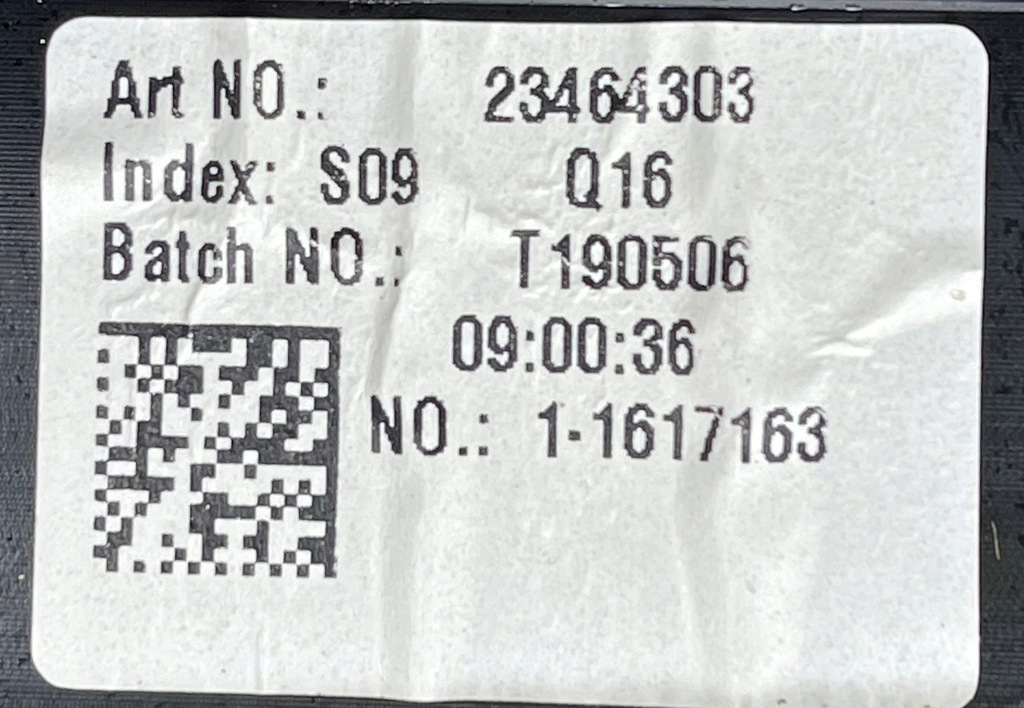 Art NO.: 23464303
Index: S09 Q16
Batch NO.: T190506
09:00:36
NO.: 1-1617163